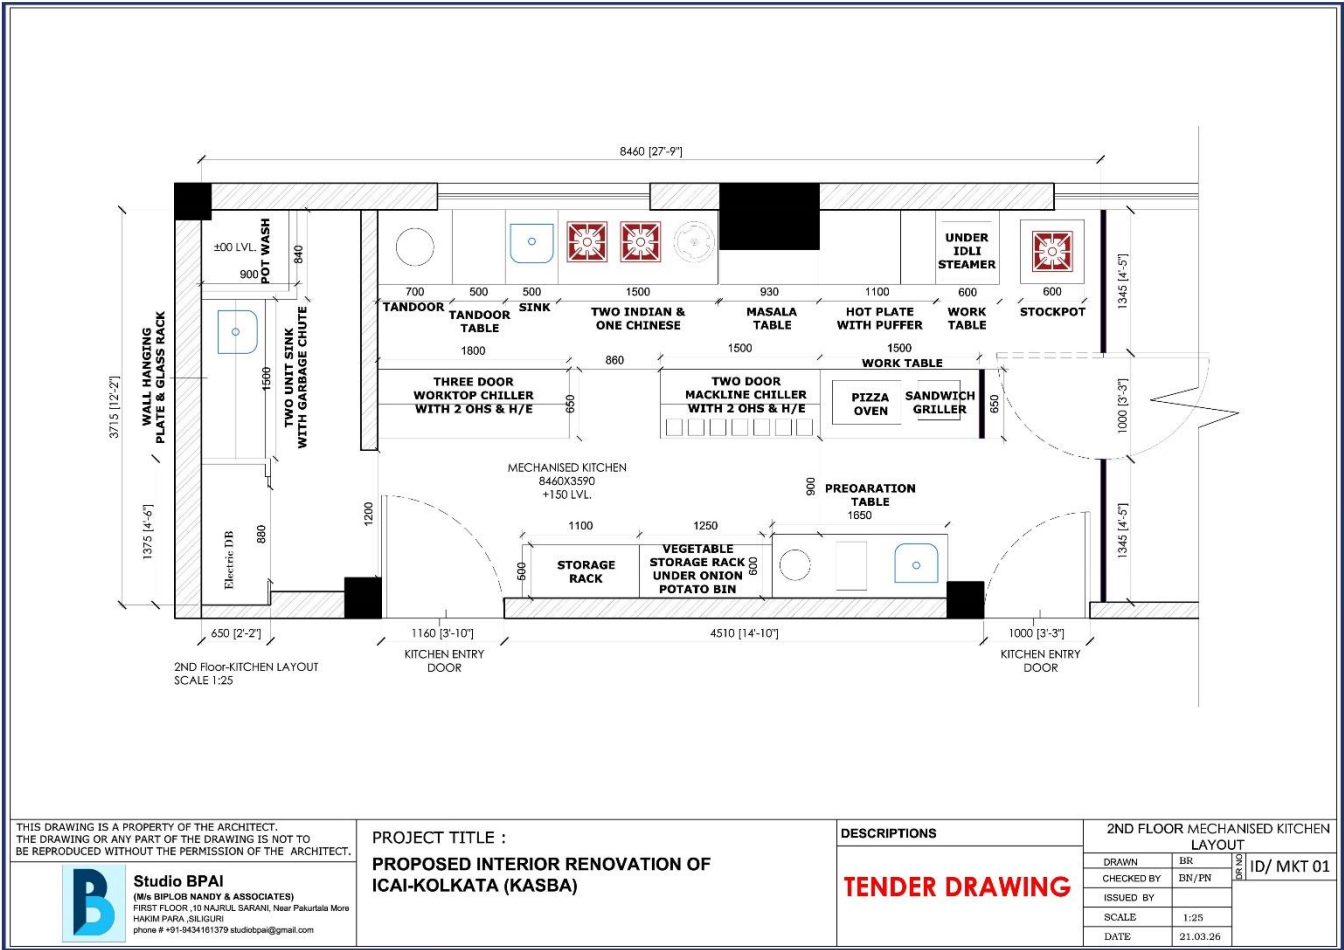 8460 [27'-9"]
±00 LVL.
900
POT WASH
840
UNDER
IDLI
STEAMER
700
500
500
1500
930
1100
600
600
TANDOOR
TANDOOR
TABLE
SINK
TWO INDIAN &
ONE CHINESE
MASALA
TABLE
HOT PLATE
WITH PUFFER
WORK
TABLE
STOCKPOT
1345 [4'-5"]
1800
860
1500
1500
WORK TABLE
WALL HANGING
PLATE & GLASS RACK
3715 [12'-2"]
1500
TWO UNIT SINK
WITH GARBAGE CHUTE
THREE DOOR
WORKTOP CHILLER
WITH 2 OHS & H/E
650
TWO DOOR
MACKLINE CHILLER
WITH 2 OHS & H/E
PIZZA
OVEN
SANDWICH
GRILLER
650
1000 [3'-3"]
MECHANISED KITCHEN
8460X3590
+150 LVL.
900
PREOARATION
TABLE
1650
1375 [4'-6"]
Electric DB
880
1200
1100
1250
500
STORAGE
RACK
VEGETABLE
STORAGE RACK
UNDER ONION
POTATO BIN
600
1345 [4'-5"]
650 [2'-2"]
1160 [3'-10"]
4510 [14'-10"]
1000 [3'-3"]
KITCHEN ENTRY
DOOR
KITCHEN ENTRY
DOOR
2ND Floor-KITCHEN LAYOUT
SCALE 1:25
THIS DRAWING IS A PROPERTY OF THE ARCHITECT.
THE DRAWING OR ANY PART OF THE DRAWING IS NOT TO
BE REPRODUCED WITHOUT THE PERMISSION OF THE ARCHITECT.
Studio BPAI
(M/s BIPLOB NANDY & ASSOCIATES)
FIRST FLOOR ,10 NAJRUL SARANI, Near Pakurtala More
HAKIM PARA ,SILIGURI
phone # +91-9434161379 studiobpai@gmail.com
PROJECT TITLE :
PROPOSED INTERIOR RENOVATION OF
ICAI-KOLKATA (KASBA)
DESCRIPTIONS
TENDER DRAWING
2ND FLOOR MECHANISED KITCHEN
LAYOUT
DRAWN BR
CHECKED BY BN/PN
ISSUED BY
SCALE 1:25
DATE 21.03.26
DR NO
ID/ MKT 01